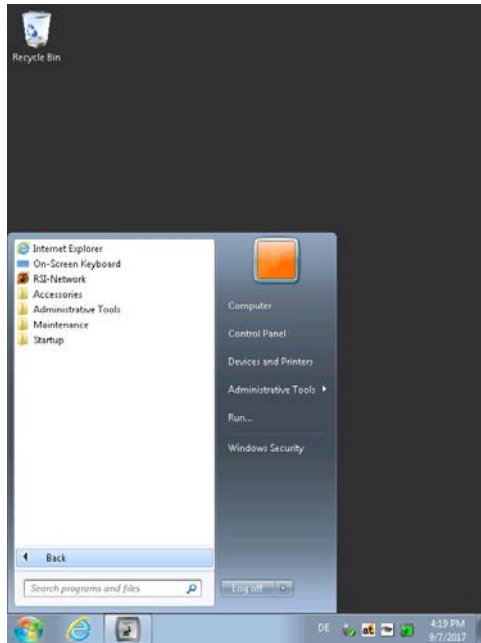 Recycle Bin
Internet Explorer
On-Screen Keyboard
RSI-Network
Accessories
Administrative Tools
Maintenance
Startup
Back
Search programs and files
Computer
Control Panel
Devices and Printers
Administrative Tools
Run...
Windows Security
Log off
DE
at
4:19 PM
9/7/2017